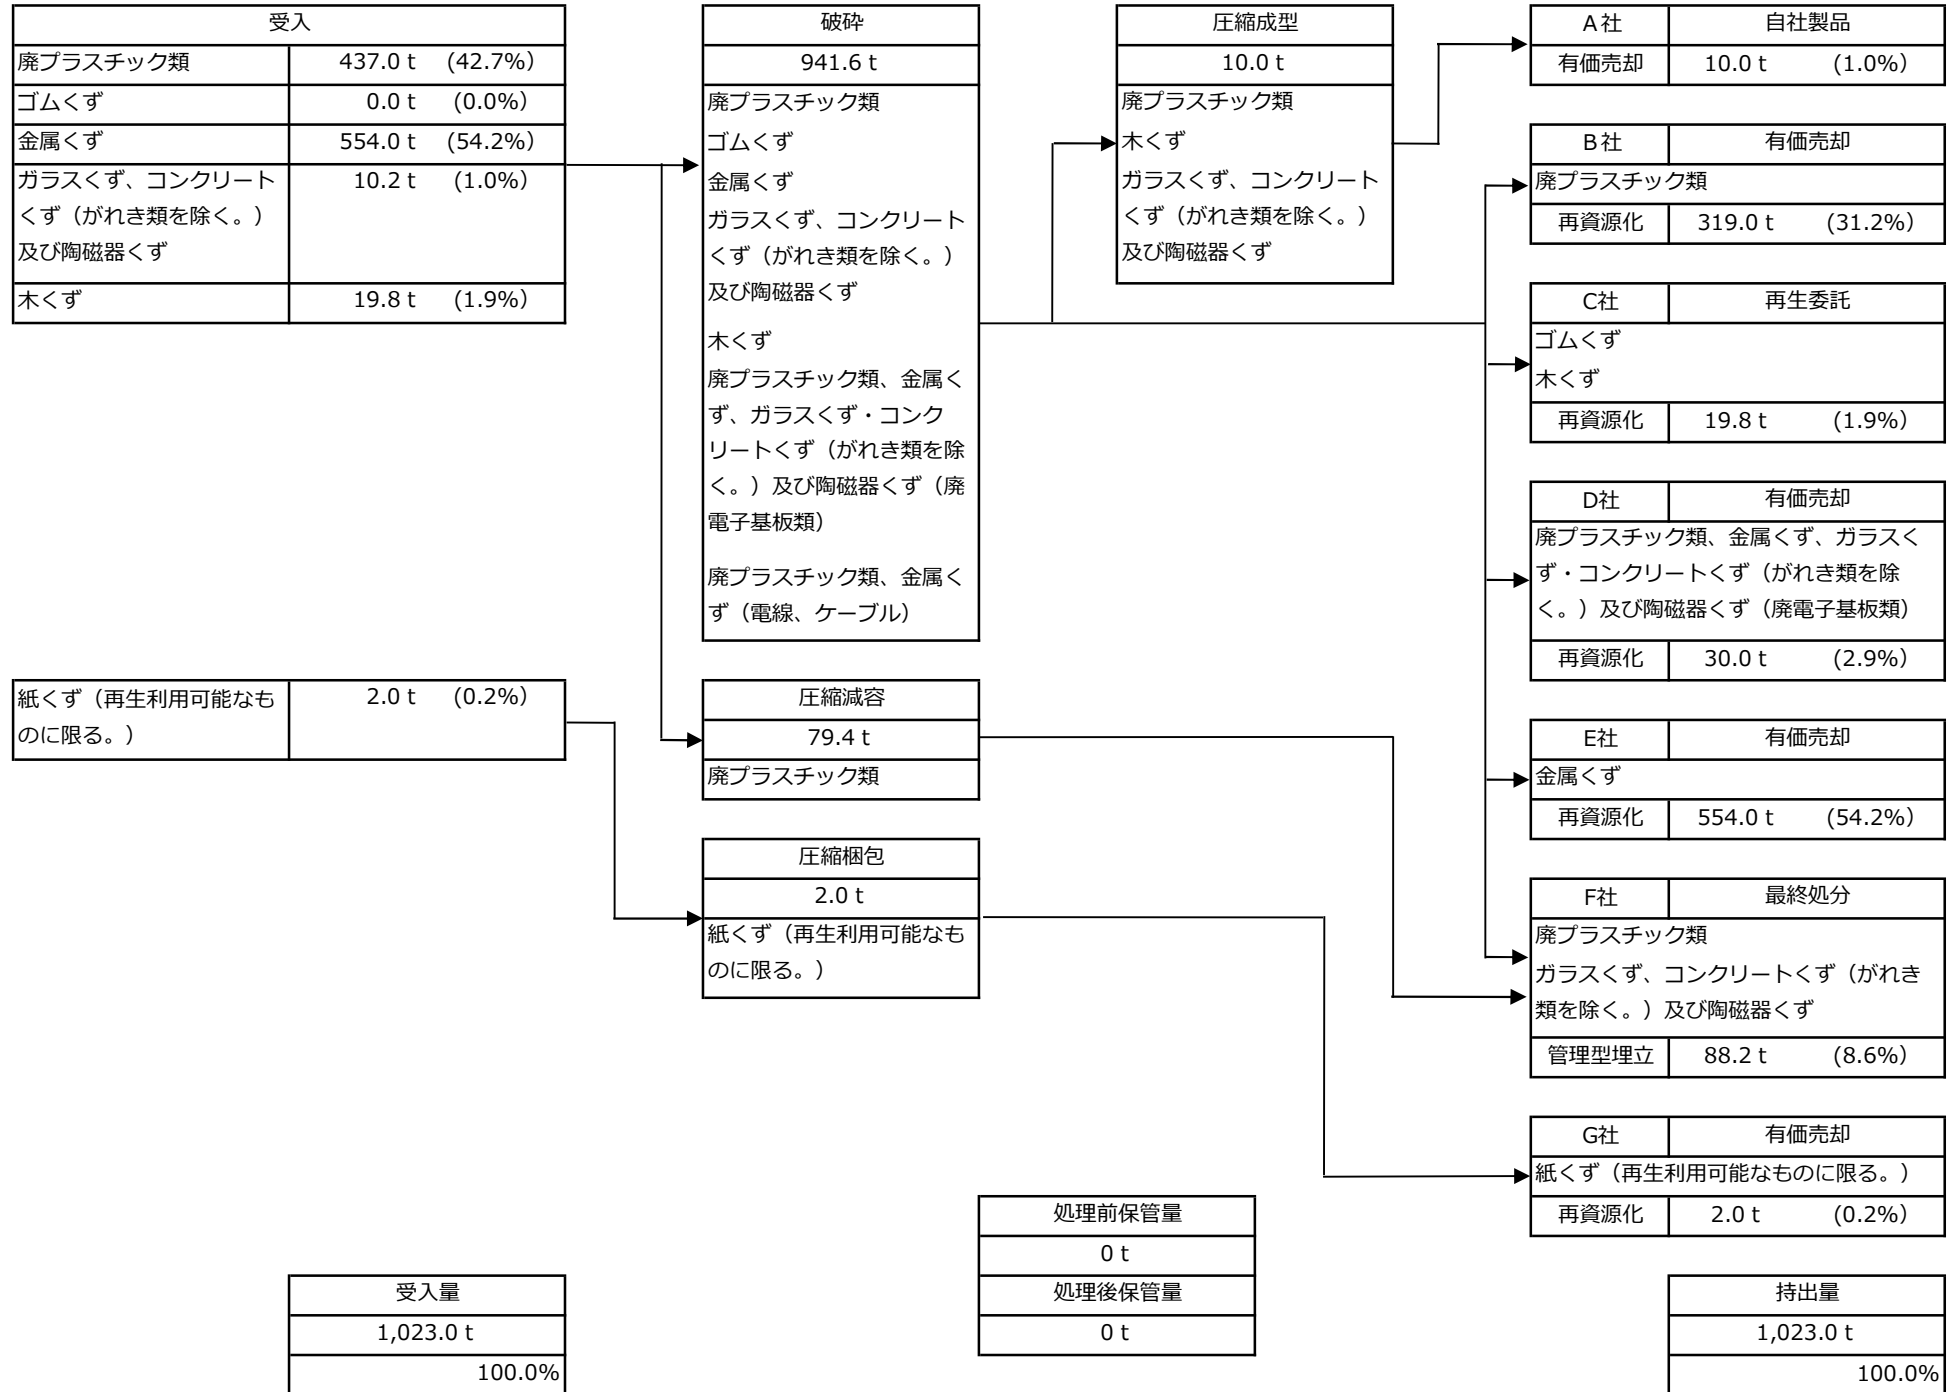 受入
廃プラスチック類 437.0 t (42.7%)
ゴムくず 0.0 t (0.0%)
金属くず 554.0 t (54.2%)
ガラスくず、コンクリート 10.2 t (1.0%)
くず（がれき類を除く。）
及び陶磁器くず
木くず 19.8 t (1.9%)
紙くず（再生利用可能なも 2.0 t (0.2%)
のに限る。）
受入量
1,023.0 t
100.0%
破砕
941.6 t
廃プラスチック類
ゴムくず
金属くず
ガラスくず、コンクリート
くず（がれき類を除く。）
及び陶磁器くず
木くず
廃プラスチック類、金属く
ず、ガラスくず・コンク
リートくず（がれき類を除
く。）及び陶磁器くず（廃
電子基板類）
廃プラスチック類、金属く
ず（電線、ケーブル）
圧縮減容
79.4 t
廃プラスチック類
圧縮梱包
2.0 t
紙くず（再生利用可能なも
のに限る。）
圧縮成型
10.0 t
廃プラスチック類
木くず
ガラスくず、コンクリート
くず（がれき類を除く。）
及び陶磁器くず
処理前保管量
0 t
処理後保管量
0 t
A社 自社製品
有価売却 10.0 t (1.0%)
B社 有価売却
廃プラスチック類
再資源化 319.0 t (31.2%)
C社 再生委託
ゴムくず
木くず
再資源化 19.8 t (1.9%)
D社 有価売却
廃プラスチック類、金属くず、ガラスく
ず・コンクリートくず（がれき類を除
く。）及び陶磁器くず（廃電子基板類）
再資源化 30.0 t (2.9%)
E社 有価売却
金属くず
再資源化 554.0 t (54.2%)
F社 最終処分
廃プラスチック類
ガラスくず、コンクリートくず（がれき
類を除く。）及び陶磁器くず
管理型埋立 88.2 t (8.6%)
G社 有価売却
紙くず（再生利用可能なものに限る。）
再資源化 2.0 t (0.2%)
持出量
1,023.0 t
100.0%